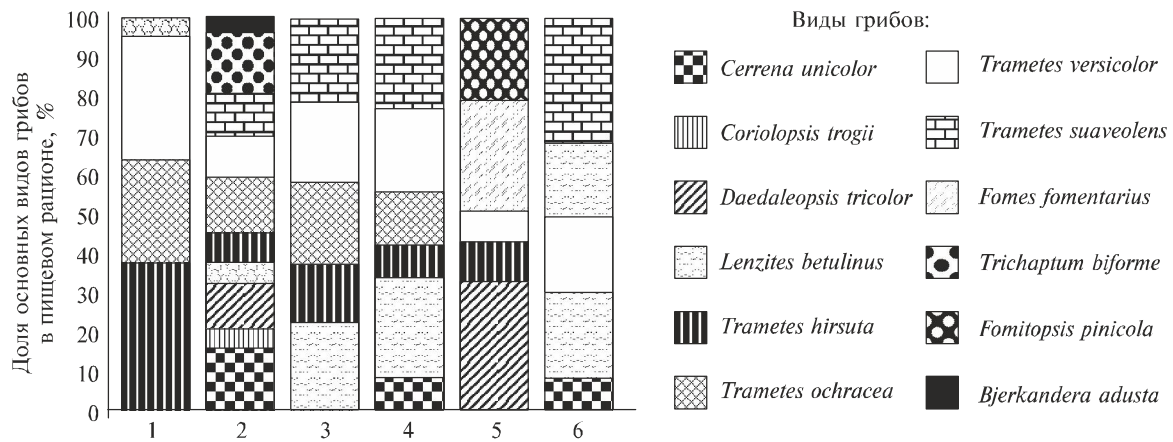 Доля основных видов грибов
в пищевом рационе, %
100
90
80
70
60
50
40
30
20
10
0
1 2 3 4 5 6
Виды грибов:
Cerrena unicolor
Coriolopsis trogii
Daedaleopsis tricolor
Lenzites betulinus
Trametes hirsuta
Trametes ochracea
Trametes versicolor
Trametes suaveolens
Fomes fomentarius
Trichaptum biforme
Fomitopsis pinicola
Bjerkandera adusta